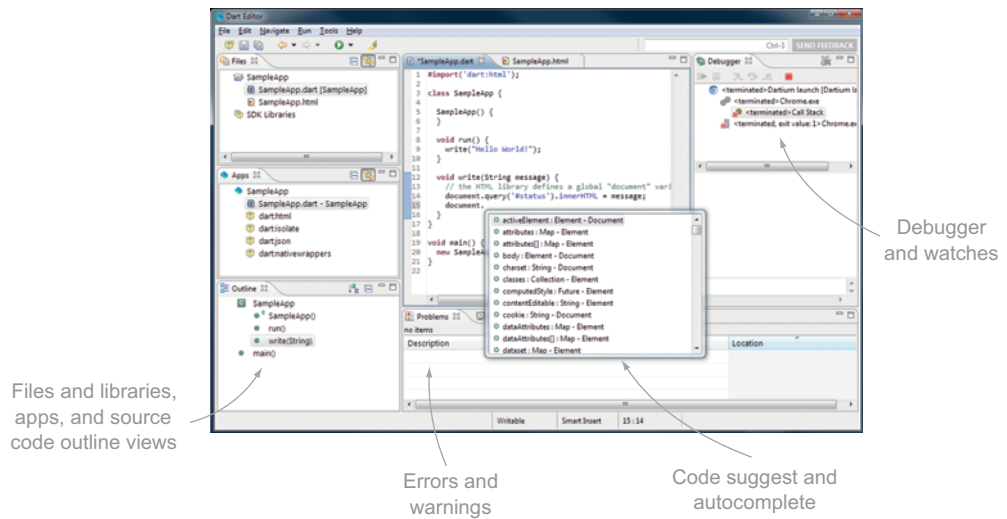 Dart Editor
File Edit Navigate Run Tools Help
Ctrl-3 SEND FEEDBACK
Files
SampleApp
SampleApp.dart [SampleApp]
SampleApp.html
SDK Libraries
Apps
SampleApp
SampleApp.dart - SampleApp
dart:html
dart:isolate
dart:json
dart:nativewrappers
Outline
SampleApp
SampleApp()
run()
write(String)
main()
*SampleApp.dart SampleApp.html
1 #import('dart:html');
2
3 class SampleApp {
4
5 SampleApp() {
6 }
7
8 void run() {
9 write("Hello World!");
10 }
11
12 void write(String message) {
13 // the HTML library defines a global "document" vari
14 document.query('#status').innerHTML = message;
15 document.
16 }
17 }
18
19 void main() {
20 new SampleAp
21 }
22
activeElement : Element - Document
attributes : Map - Element
attributes[] : Map - Element
body : Element - Document
charset : String - Document
classes : Collection - Element
computedStyle : Future - Element
contentEditable : String - Element
cookie : String - Document
dataAttributes : Map - Element
dataAttributes[] : Map - Element
dataset : Map - Element
Problems
no items
Description Location
Writable Smart Insert 15 : 14
Debugger
<terminated>Dartium launch [Dartium la
<terminated>Chrome.exe
<terminated>Call Stack
<terminated, exit value: 1>Chrome.ex
Debugger
and watches
Files and libraries,
apps, and source
code outline views
Errors and
warnings
Code suggest and
autocomplete